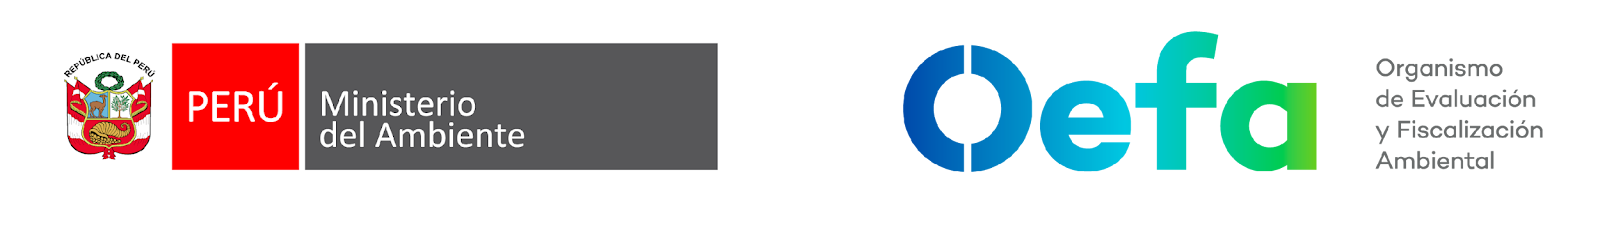 REPÚBLICA DEL PERÚ
PERÚ
Ministerio
del Ambiente
Oefa
Organismo
de Evaluación
y Fiscalización
Ambiental